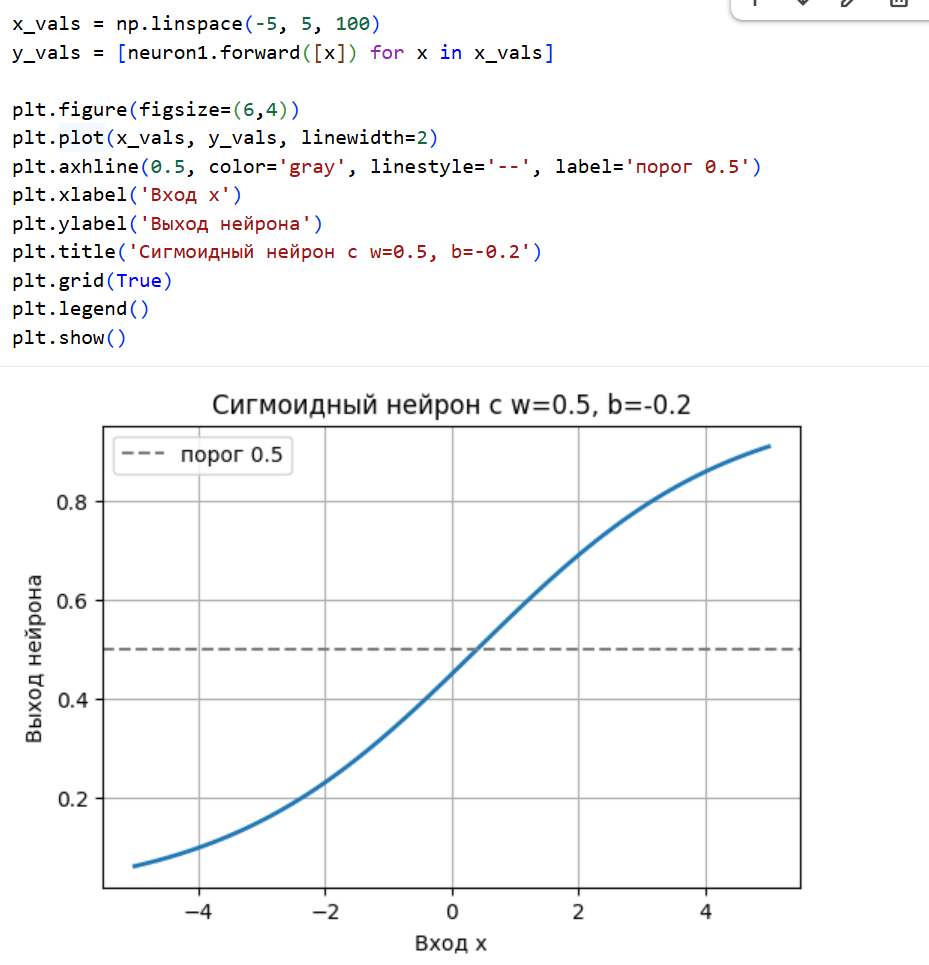 x_vals = np.linspace(-5, 5, 100)
y_vals = [neuron1.forward([x]) for x in x_vals]
plt.figure(figsize=(6,4))
plt.plot(x_vals, y_vals, linewidth=2)
plt.axhline(0.5, color='gray', linestyle='--', label='порог 0.5')
plt.xlabel('Вход x')
plt.ylabel('Выход нейрона')
plt.title('Сигмоидный нейрон с w=0.5, b=-0.2')
plt.grid(True)
plt.legend()
plt.show()
Сигмоидный нейрон с w=0.5, b=-0.2
порог 0.5
0.8
0.6
0.4
0.2
Выход нейрона
−4 −2 0 2 4
Вход x